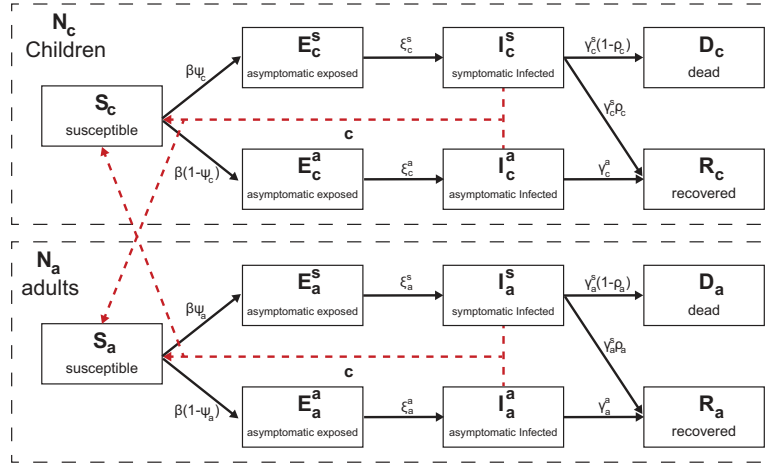 N_c
Children
S_c
susceptible
βψ_c
β(1-ψ_c)
E_c^s
asymptomatic exposed
ξ_c^s
I_c^s
symptomatic Infected
γ_c^s(1-ρ_c)
D_c
dead
γ_c^sρ_c
c
E_c^a
asymptomatic exposed
ξ_c^a
I_c^a
asymptomatic Infected
γ_c^a
R_c
recovered
N_a
adults
S_a
susceptible
βψ_a
β(1-ψ_a)
E_a^s
asymptomatic exposed
ξ_a^s
I_a^s
symptomatic Infected
γ_a^s(1-ρ_a)
D_a
dead
γ_a^sρ_a
c
E_a^a
asymptomatic exposed
ξ_a^a
I_a^a
asymptomatic Infected
γ_a^a
R_a
recovered